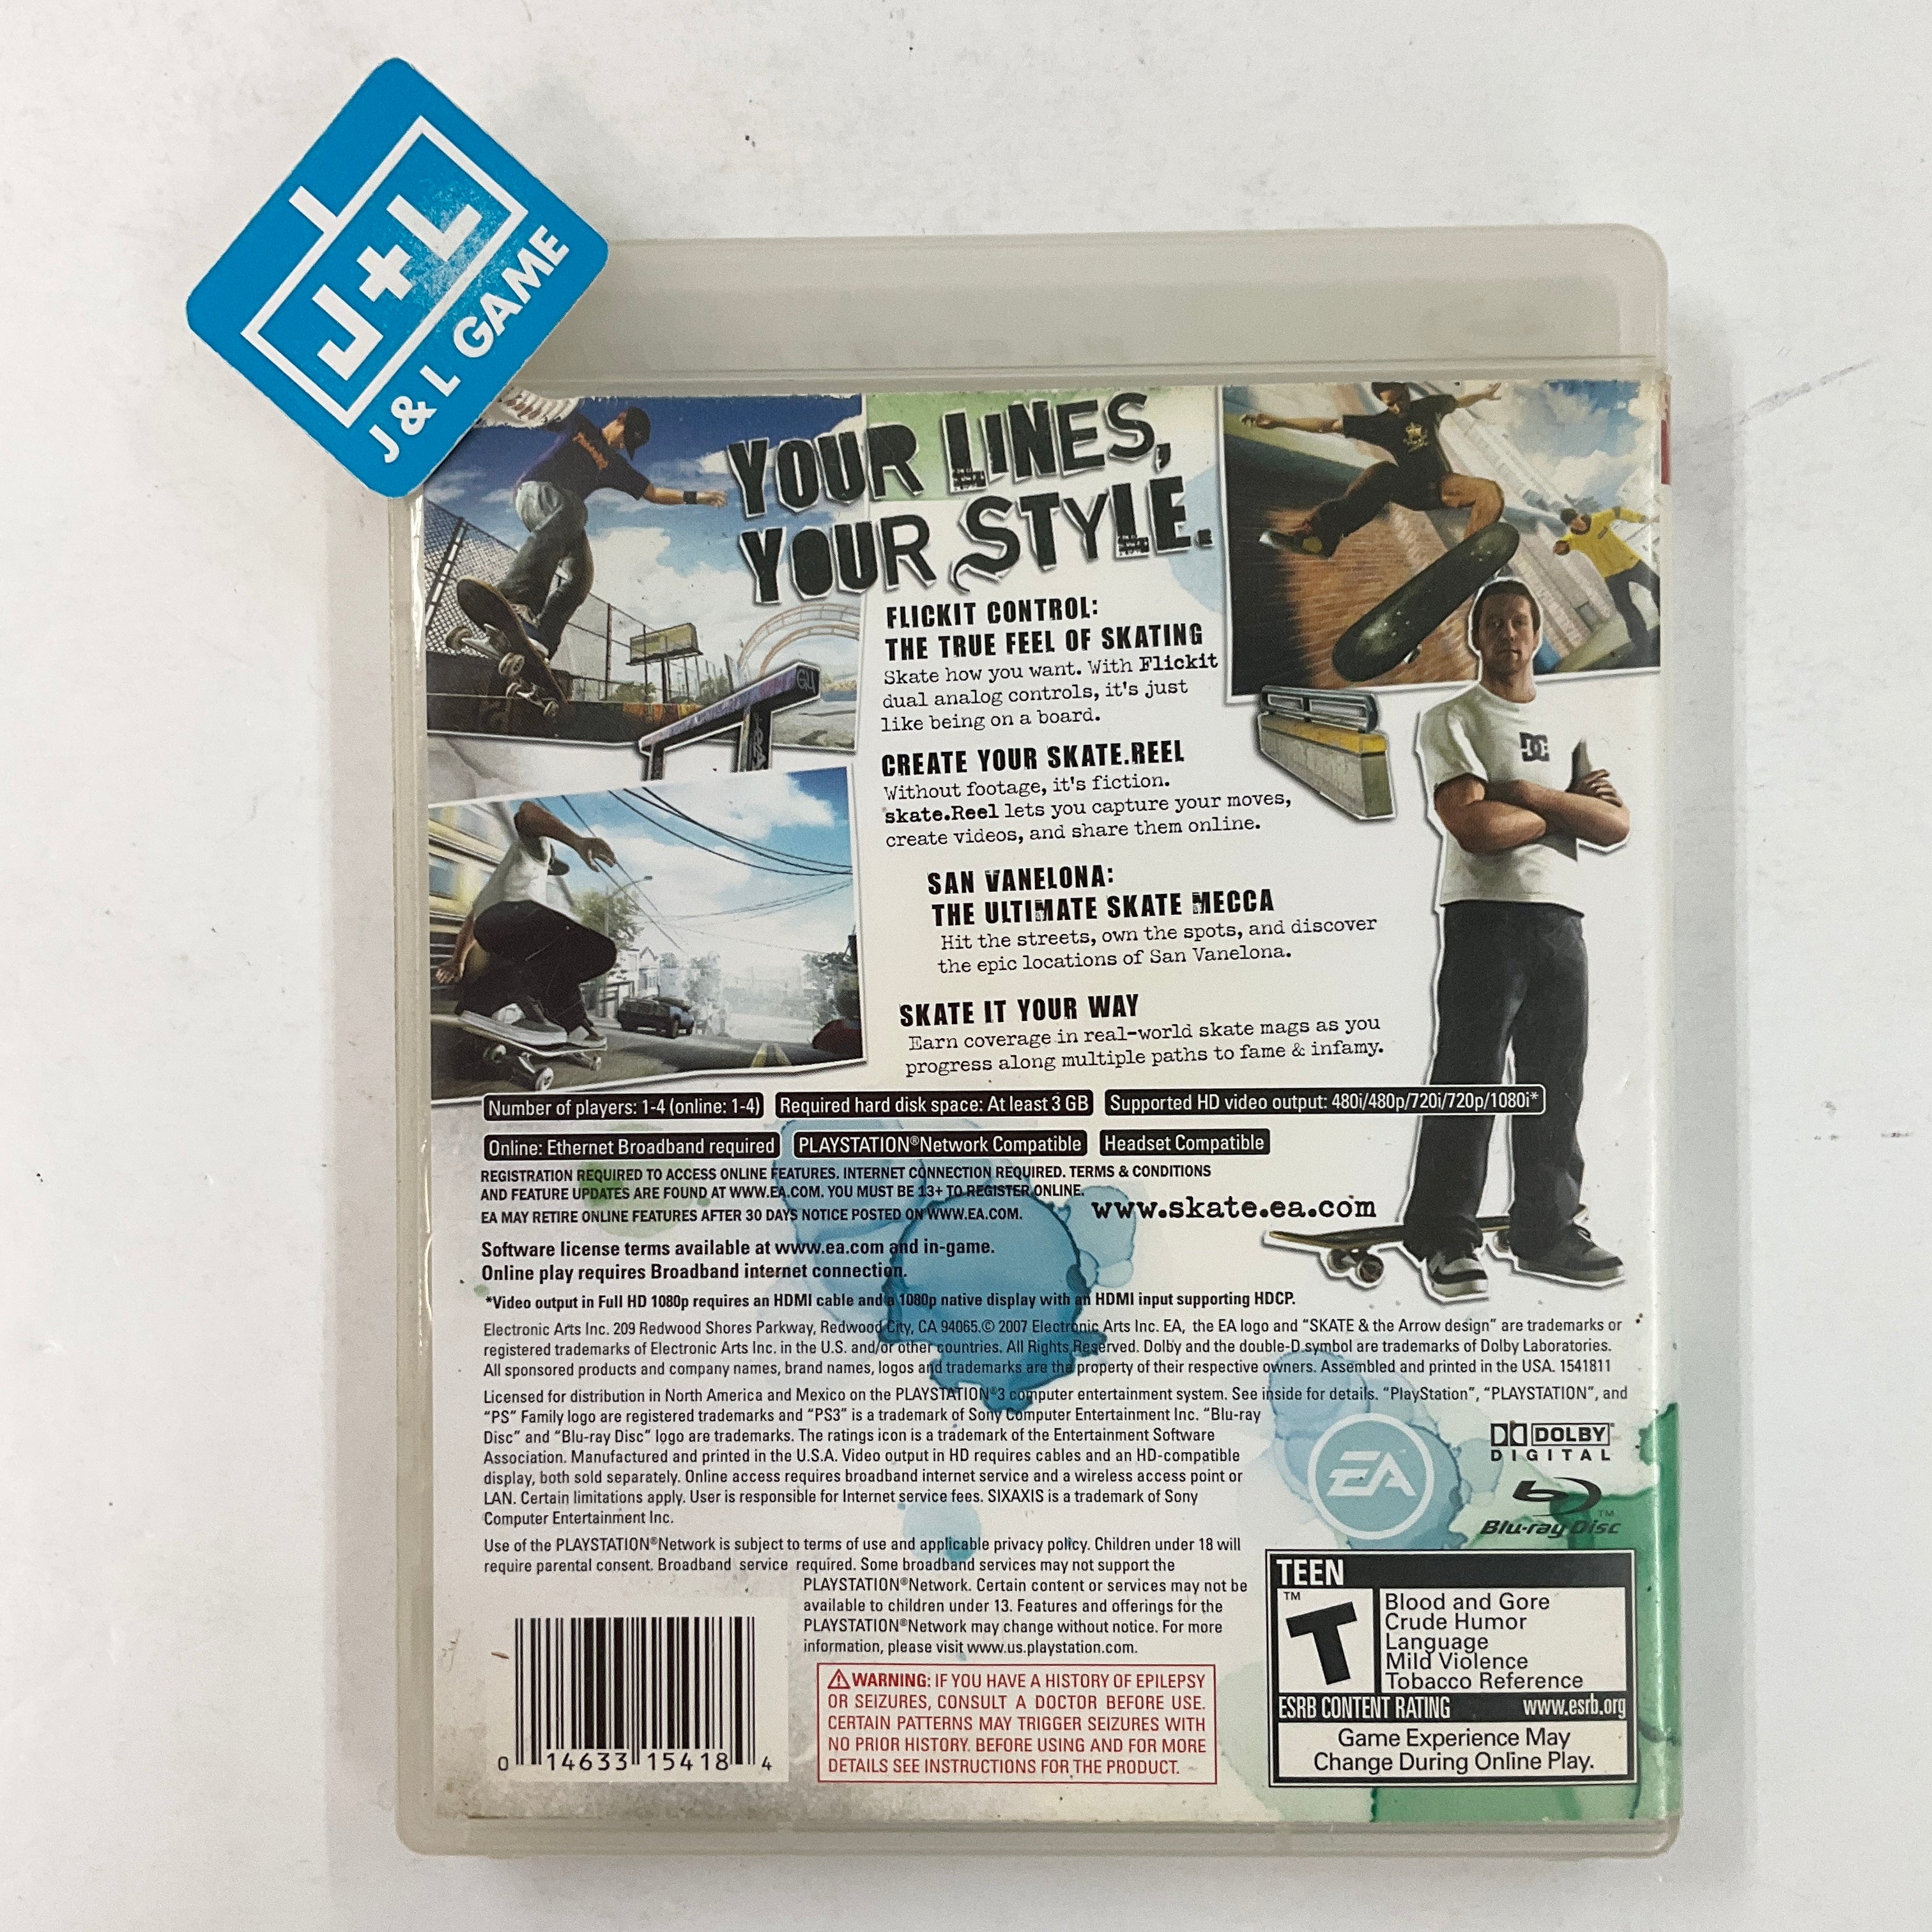 J+L
J & L GAME
YOUR LINES,
YOUR STYLE.
FLICKIT CONTROL:
THE TRUE FEEL OF SKATING
Skate how you want. With Flickit
dual analog controls, it's just
like being on a board.
CREATE YOUR SKATE.REEL
Without footage, it's fiction.
skate.Reel lets you capture your moves,
create videos, and share them online.
SAN VANELONA:
THE ULTIMATE SKATE MECCA
Hit the streets, own the spots, and discover
the epic locations of San Vanelona.
SKATE IT YOUR WAY
Earn coverage in real-world skate mags as you
progress along multiple paths to fame & infamy.
DC
Number of players: 1-4 (online: 1-4) Required hard disk space: At least 3 GB Supported HD video output: 480i/480p/720i/720p/1080i*
Online: Ethernet Broadband required PLAYSTATION®Network Compatible Headset Compatible
REGISTRATION REQUIRED TO ACCESS ONLINE FEATURES. INTERNET CONNECTION REQUIRED. TERMS & CONDITIONS
AND FEATURE UPDATES ARE FOUND AT WWW.EA.COM. YOU MUST BE 13+ TO REGISTER ONLINE.
EA MAY RETIRE ONLINE FEATURES AFTER 30 DAYS NOTICE POSTED ON WWW.EA.COM.
www.skate.ea.com
Software license terms available at www.ea.com and in-game.
Online play requires Broadband internet connection.
*Video output in Full HD 1080p requires an HDMI cable and a 1080p native display with an HDMI input supporting HDCP.
Electronic Arts Inc. 209 Redwood Shores Parkway, Redwood City, CA 94065.© 2007 Electronic Arts Inc. EA, the EA logo and "SKATE & the Arrow design" are trademarks or
registered trademarks of Electronic Arts Inc. in the U.S. and/or other countries. All Rights Reserved. Dolby and the double-D symbol are trademarks of Dolby Laboratories.
All sponsored products and company names, brand names, logos and trademarks are the property of their respective owners. Assembled and printed in the USA. 1541811
Licensed for distribution in North America and Mexico on the PLAYSTATION®3 computer entertainment system. See inside for details. "PlayStation", "PLAYSTATION", and
"PS" Family logo are registered trademarks and "PS3" is a trademark of Sony Computer Entertainment Inc. "Blu-ray
Disc" and "Blu-ray Disc" logo are trademarks. The ratings icon is a trademark of the Entertainment Software
Association. Manufactured and printed in the U.S.A. Video output in HD requires cables and an HD-compatible
display, both sold separately. Online access requires broadband internet service and a wireless access point or
LAN. Certain limitations apply. User is responsible for Internet service fees. SIXAXIS is a trademark of Sony
Computer Entertainment Inc.
Use of the PLAYSTATION®Network is subject to terms of use and applicable privacy policy. Children under 18 will
require parental consent. Broadband service required. Some broadband services may not support the
PLAYSTATION®Network. Certain content or services may not be
available to children under 13. Features and offerings for the
PLAYSTATION®Network may change without notice. For more
information, please visit www.us.playstation.com.
EA™
DOLBY®
DIGITAL
Blu-ray Disc™
0 14633 15418 4
WARNING: IF YOU HAVE A HISTORY OF EPILEPSY
OR SEIZURES, CONSULT A DOCTOR BEFORE USE.
CERTAIN PATTERNS MAY TRIGGER SEIZURES WITH
NO PRIOR HISTORY. BEFORE USING AND FOR MORE
DETAILS SEE INSTRUCTIONS FOR THE PRODUCT.
TEEN
™
T
Blood and Gore
Crude Humor
Language
Mild Violence
Tobacco Reference
ESRB CONTENT RATING www.esrb.org
Game Experience May
Change During Online Play.